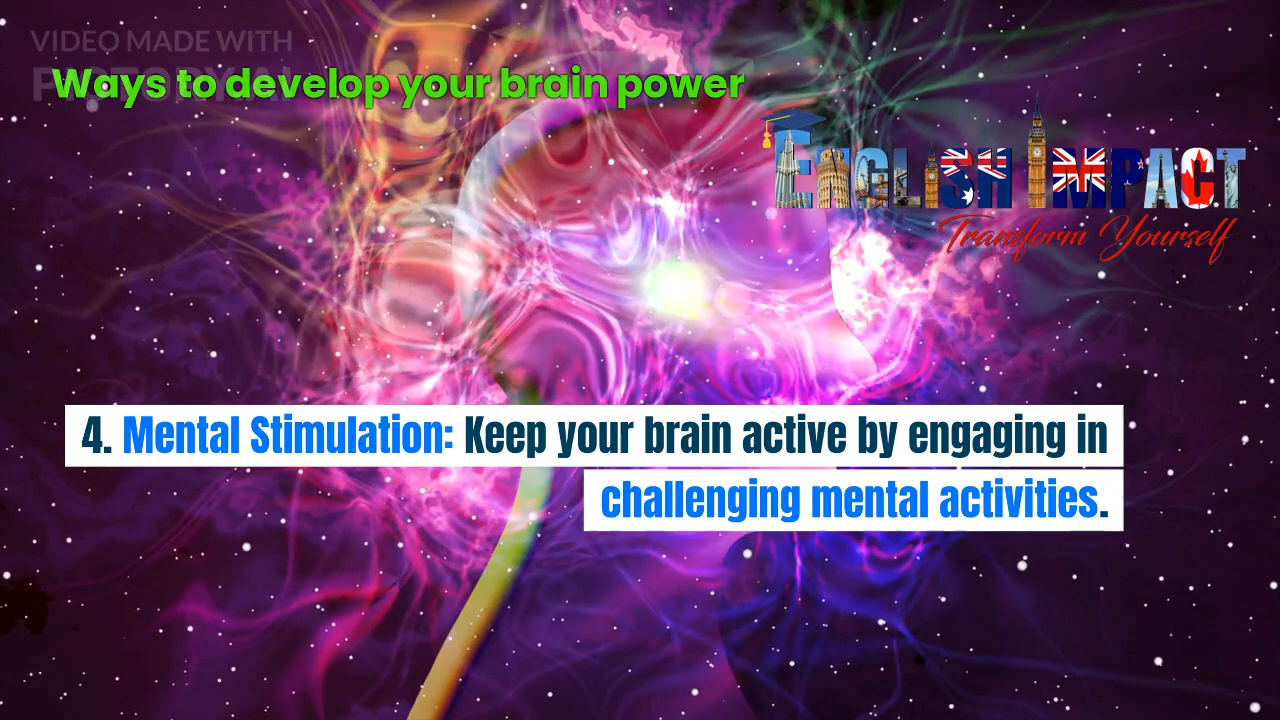 VIDEO MADE WITH
Ways to develop your brain power
ENGLISH IMPACT
Transform Yourself
4. Mental Stimulation: Keep your brain active by engaging in
challenging mental activities.